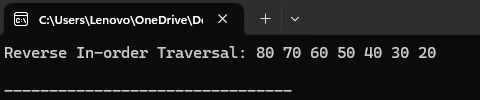 C:\Users\Lenovo\OneDrive\De
Reverse In-order Traversal: 80 70 60 50 40 30 20
--------------------------------